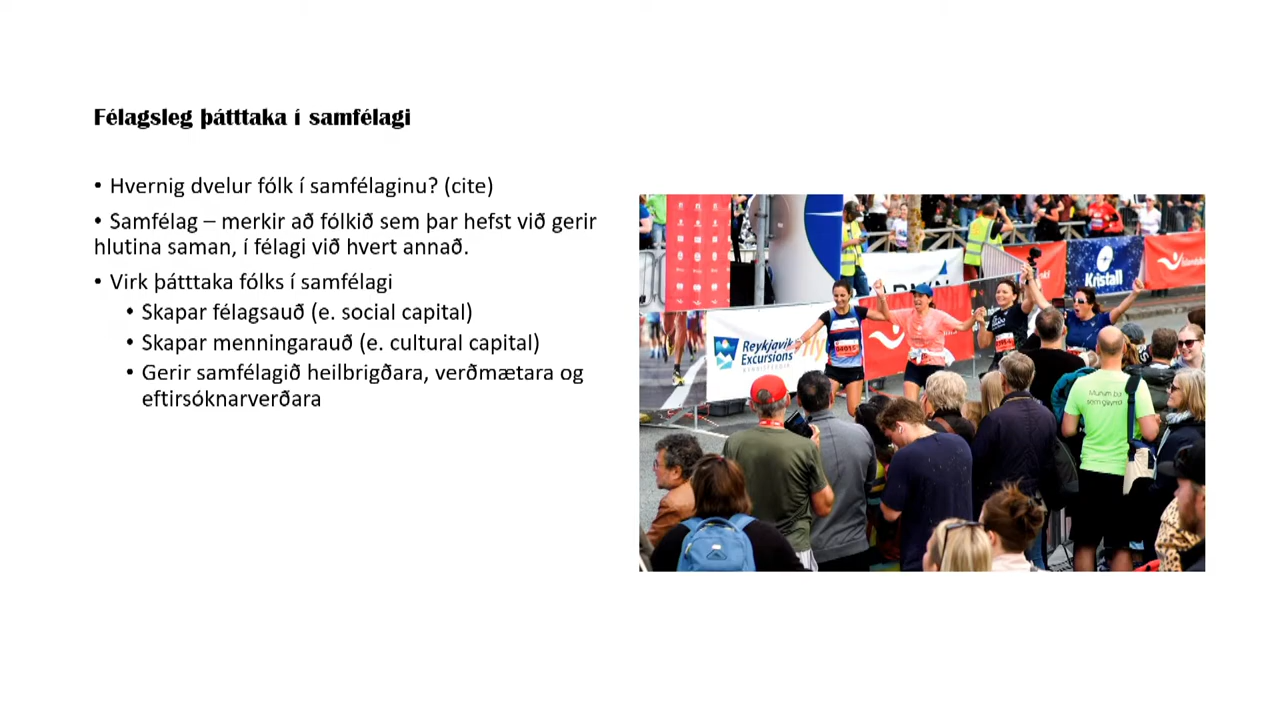 Félagsleg þátttaka í samfélagi
• Hvernig dvelur fólk í samfélaginu? (cite)
• Samfélag – merkir að fólkið sem þar hefst við gerir
hlutina saman, í félagi við hvert annað.
• Virk þátttaka fólks í samfélagi
• Skapar félagsauð (e. social capital)
• Skapar menningarauð (e. cultural capital)
• Gerir samfélagið heilbrigðara, verðmætara og
eftirsóknarverðara
Kristall
Reykjavik
Excursions